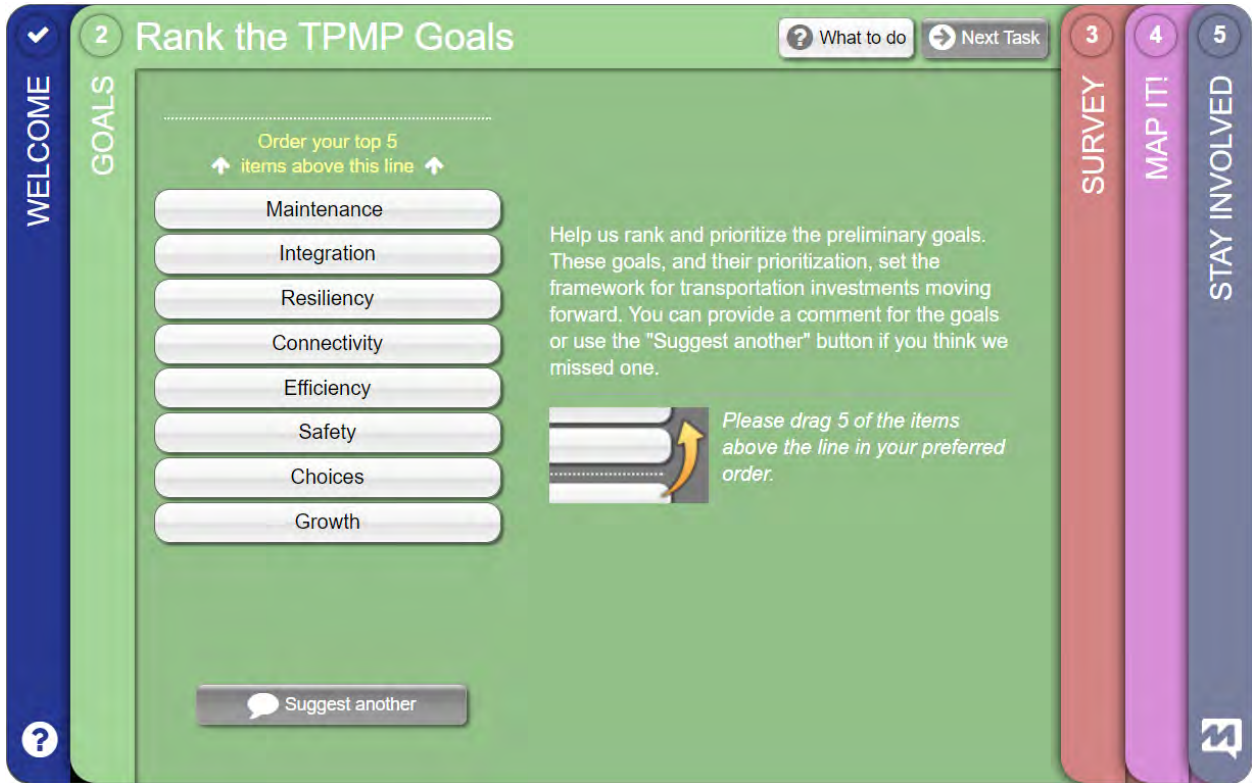 WELCOME
2
GOALS
Rank the TPMP Goals
? What to do
Next Task
Order your top 5
items above this line
Maintenance
Integration
Resiliency
Connectivity
Efficiency
Safety
Choices
Growth
Suggest another
Help us rank and prioritize the preliminary goals.
These goals, and their prioritization, set the
framework for transportation investments moving
forward. You can provide a comment for the goals
or use the "Suggest another" button if you think we
missed one.
Please drag 5 of the items
above the line in your preferred
order.
3
SURVEY
4
MAP IT!
5
STAY INVOLVED
?
M